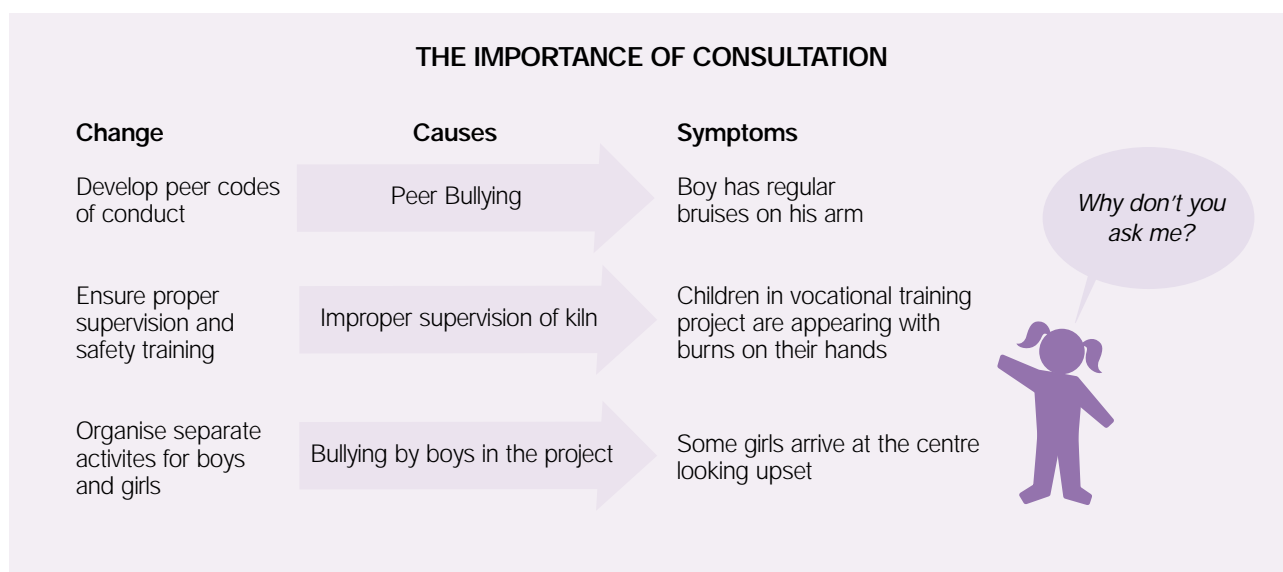 THE IMPORTANCE OF CONSULTATION
Change
Causes
Symptoms
Develop peer codes
of conduct
Peer Bullying
Boy has regular
bruises on his arm
Ensure proper
supervision and
safety training
Improper supervision of kiln
Children in vocational training
project are appearing with
burns on their hands
Organise separate
activites for boys
and girls
Bullying by boys in the project
Some girls arrive at the centre
looking upset
Why don't you
ask me?